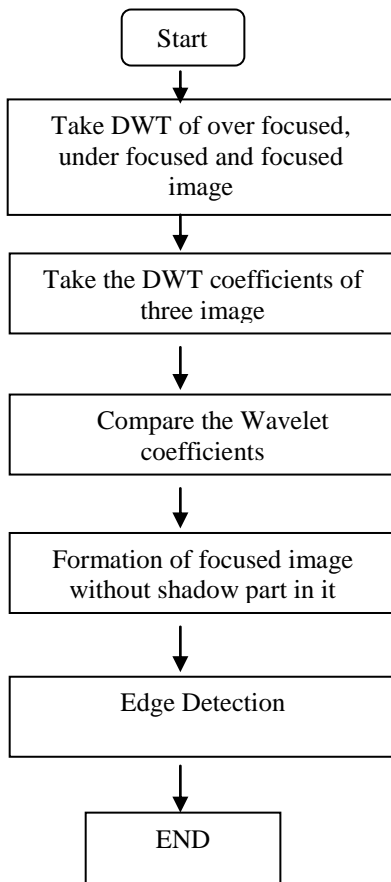 Start
Take DWT of over focused,
under focused and focused
image
Take the DWT coefficients of
three image
Compare the Wavelet
coefficients
Formation of focused image
without shadow part in it
Edge Detection
END